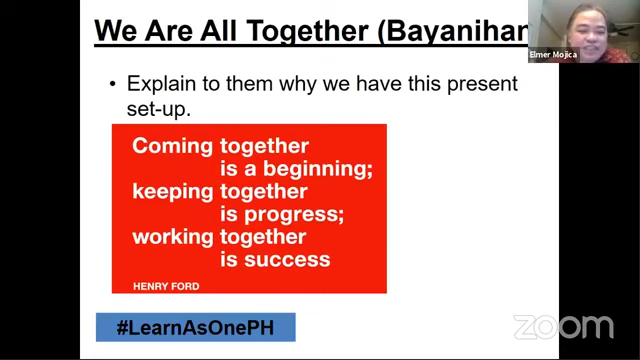 We Are All Together (Bayanihan
Elmer Mojica
• Explain to them why we have this present
set-up.
Coming together
is a beginning;
keeping together
is progress;
working together
is success
HENRY FORD
#LearnAsOnePH
zoom